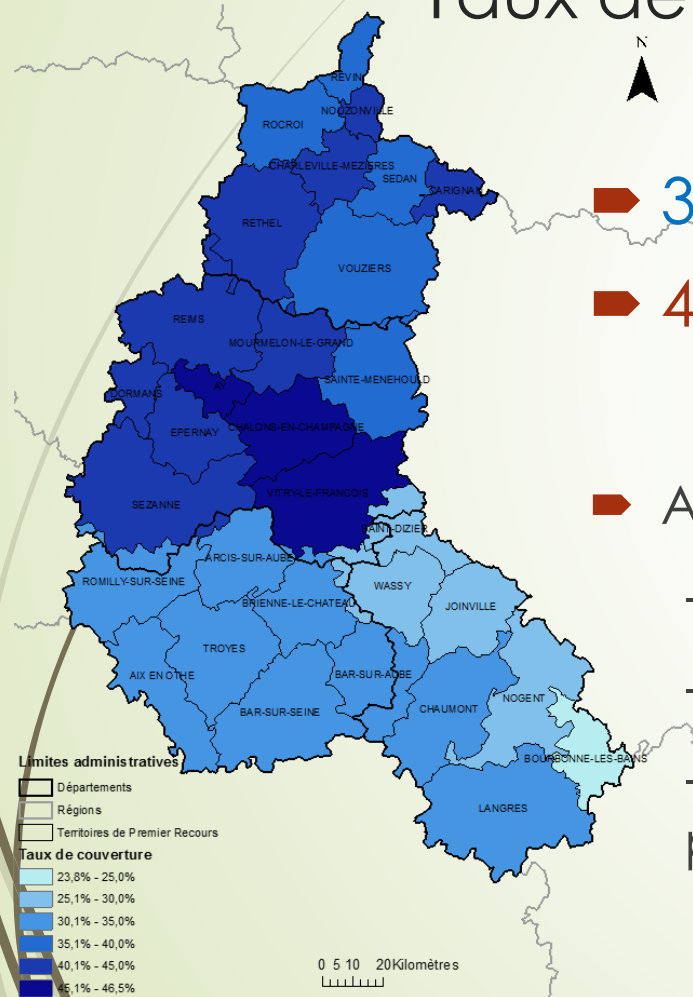 Taux de
N
REVIN
NOUZONVILLE
ROCROI
CHARLEVILLE-MEZIERES
SEDAN
CARIGNAN
RETHEL
VOUZIERS
REIMS
MOURMELON-LE-GRAND
SAINTE-MENEHOULD
AY
DORMANS
CHALONS-EN-CHAMPAGNE
EPERNAY
VITRY-LE-FRANCOIS
SEZANNE
SAINT-DIZIER
ARCIS-SUR-AUBE
ROMILLY-SUR-SEINE
WASSY
BRIENNE-LE-CHATEAU
JOINVILLE
TROYES
AIX EN OTHE
BAR-SUR-AUBE
NOGENT
CHAUMONT
BAR-SUR-SEINE
BOURBONNE-LES-BAINS
LANGRES
3
4
A
Limites administratives
Départements
Régions
Territoires de Premier Recours
Taux de couverture
23,8% - 25,0%
25,1% - 30,0%
30,1% - 35,0%
35,1% - 40,0%
40,1% - 45,0%
45,1% - 46,5%
0 5 10 20Kilomètres